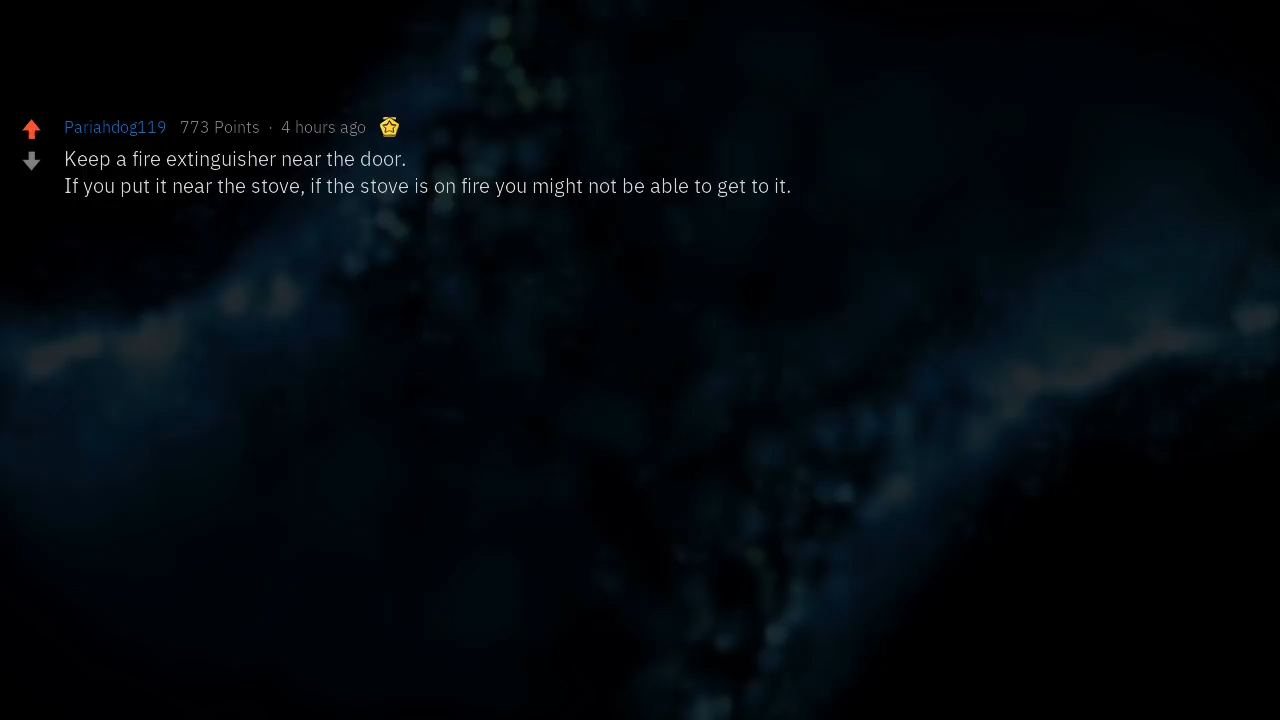 Pariahdog119 773 Points · 4 hours ago
Keep a fire extinguisher near the door.
If you put it near the stove, if the stove is on fire you might not be able to get to it.